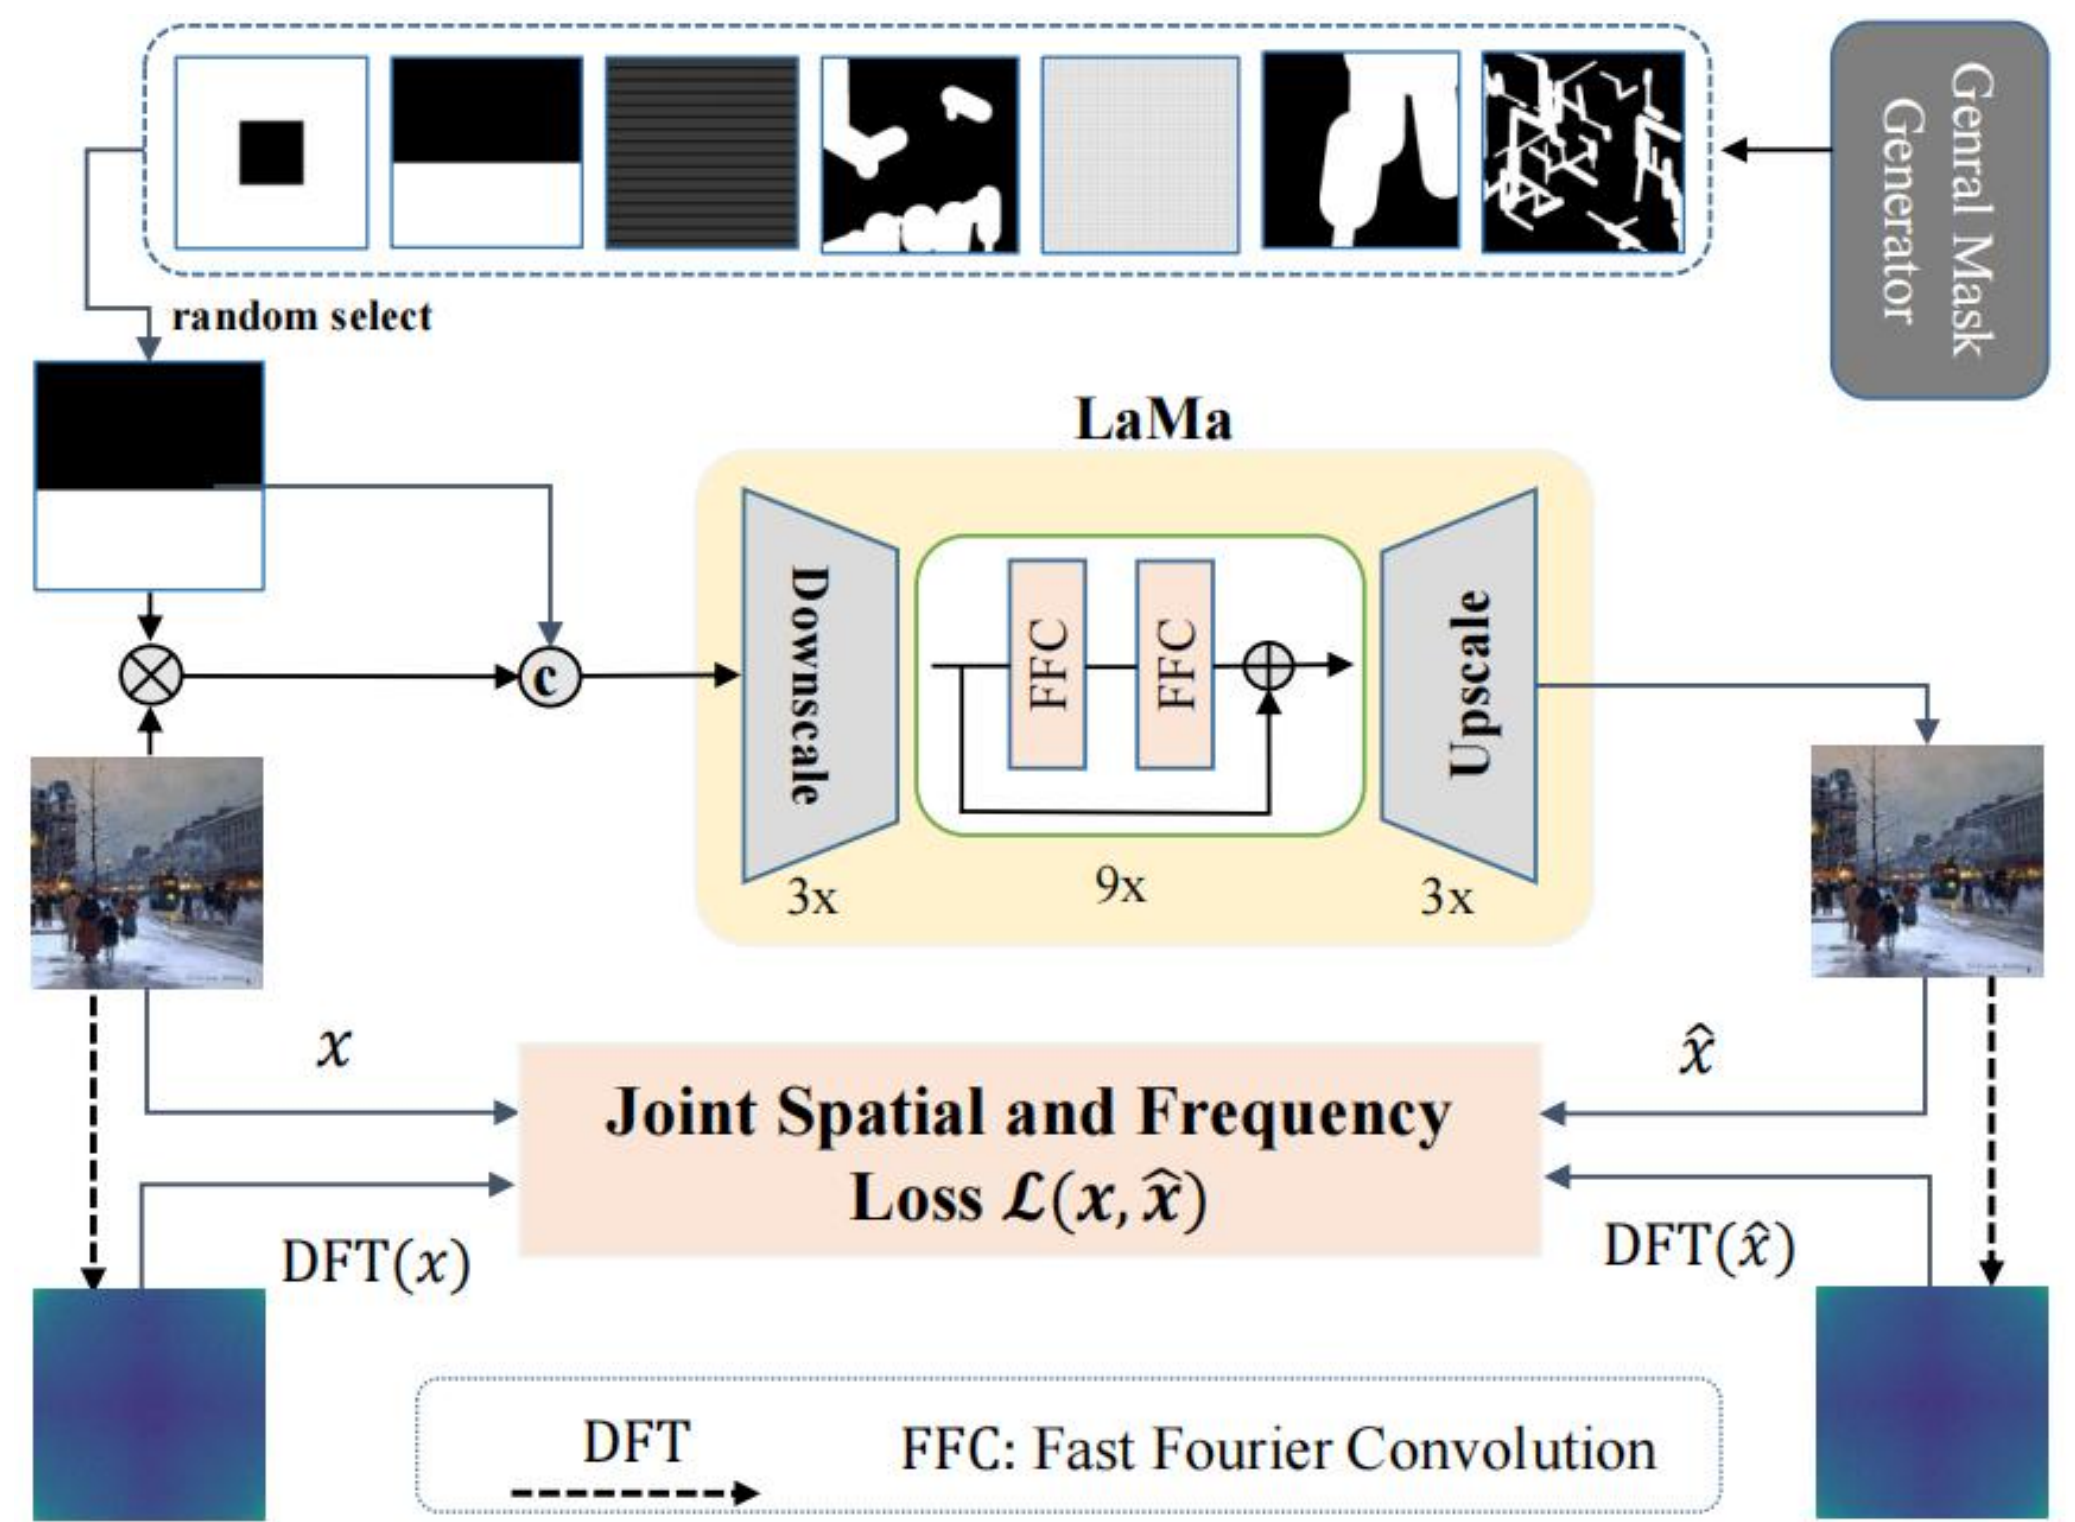 Genral Mask
Generator
random select
LaMa
c
Downscale
FFC
FFC
Upscale
3x
9x
3x
x
x̂
Joint Spatial and Frequency
Loss ℒ(x, x̂)
DFT(x)
DFT(x̂)
DFT
FFC: Fast Fourier Convolution